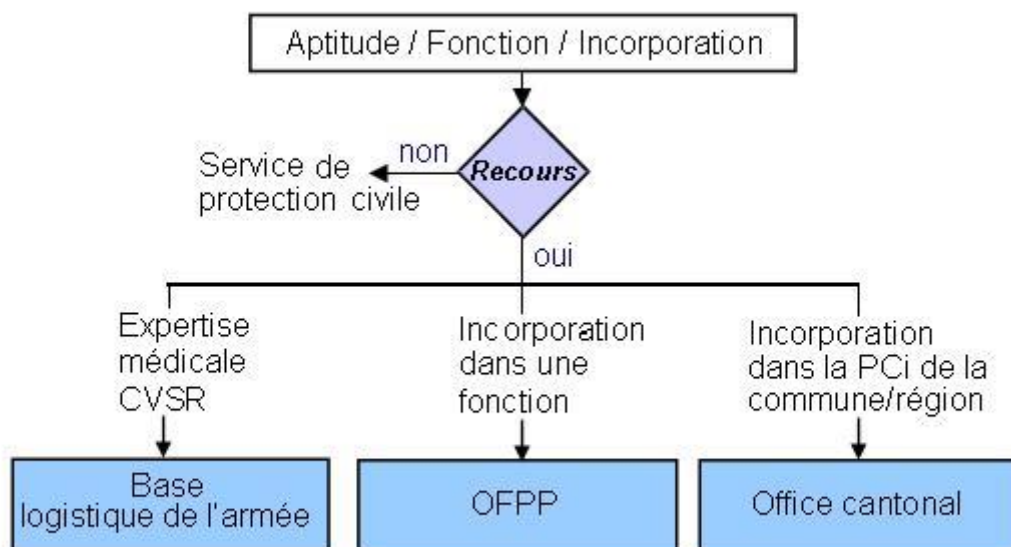 Aptitude / Fonction / Incorporation
Recours
non
Service de
protection civile
oui
Expertise
médicale
CVSR
Incorporation
dans une
fonction
Incorporation
dans la PCi de la
commune/région
Base
logistique de l'armée
OFPP
Office cantonal